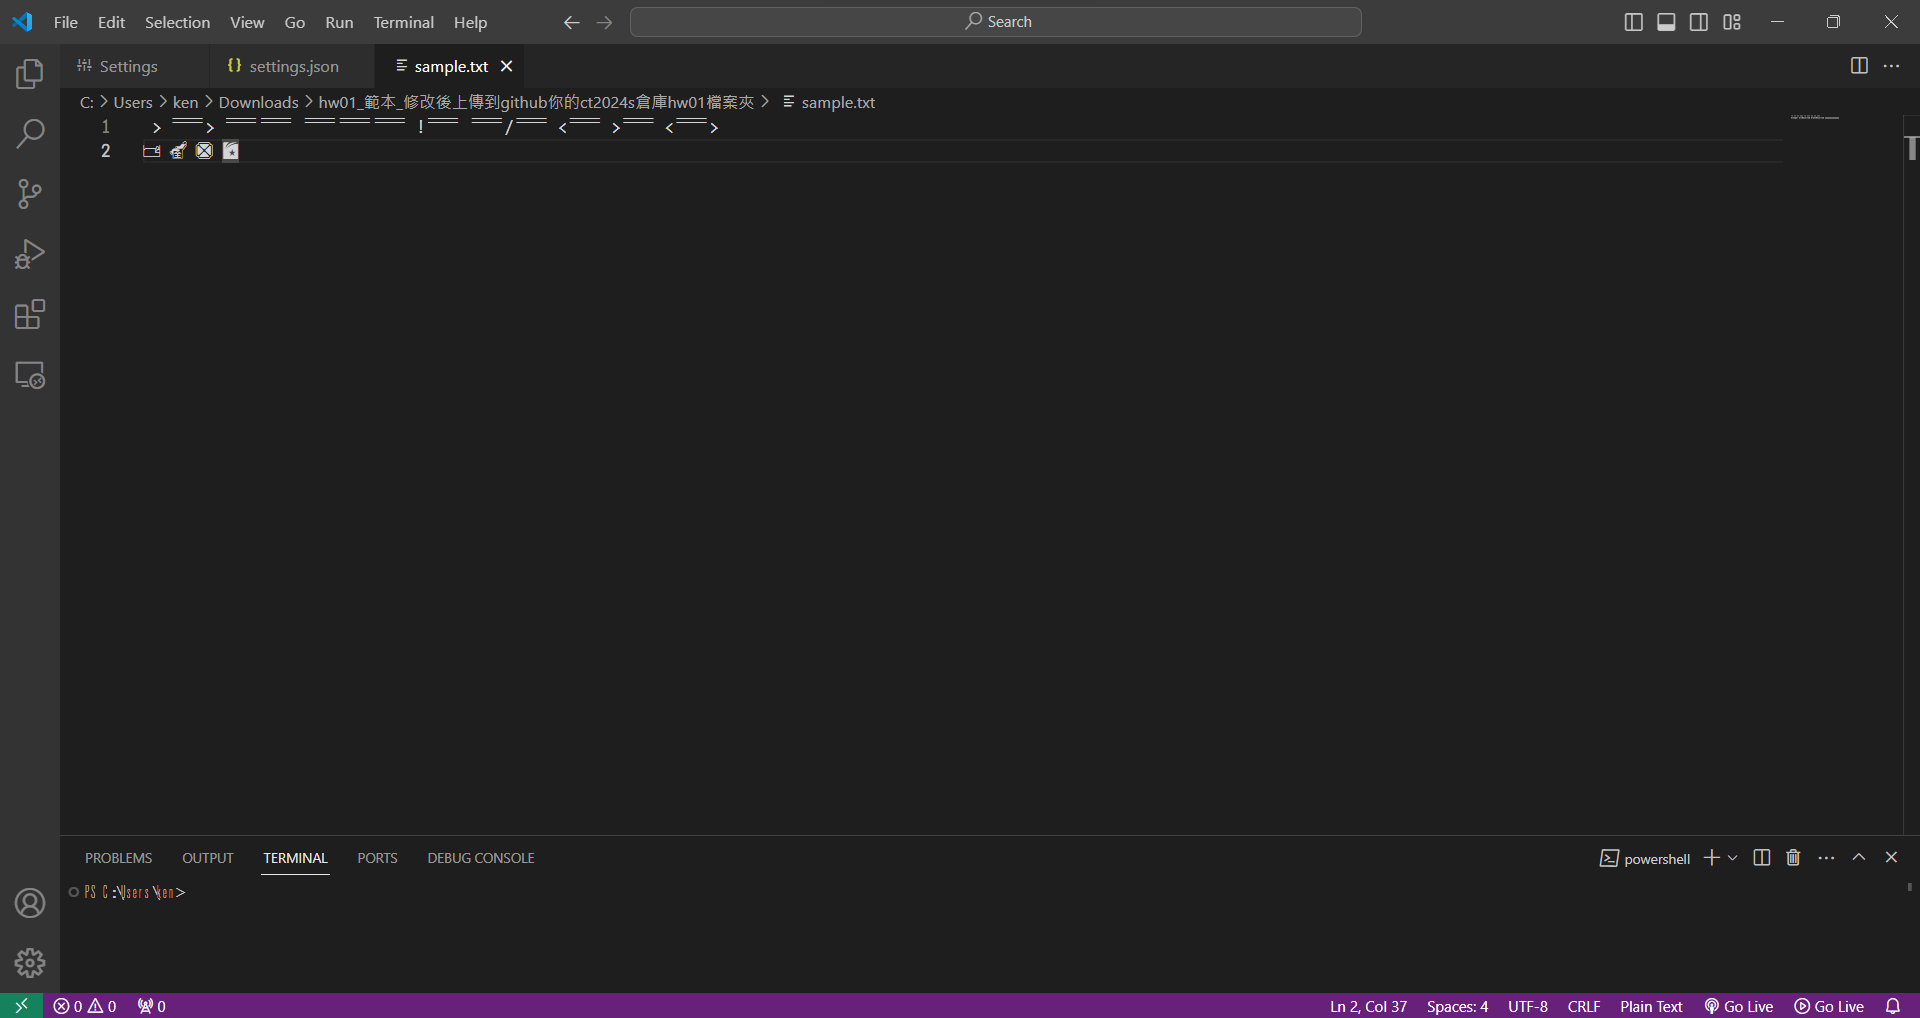 File Edit Selection View Go Run Terminal Help
Search
Settings
settings.json
sample.txt
C: > Users > ken > Downloads > hw01_範本_修改後上傳到github你的ct2024s倉庫hw01檔案夾 > sample.txt
1
2
PROBLEMS OUTPUT TERMINAL PORTS DEBUG CONSOLE
powershell
PS C:\Users\ken>
0 0 0
Ln 2, Col 37 Spaces: 4 UTF-8 CRLF Plain Text Go Live Go Live